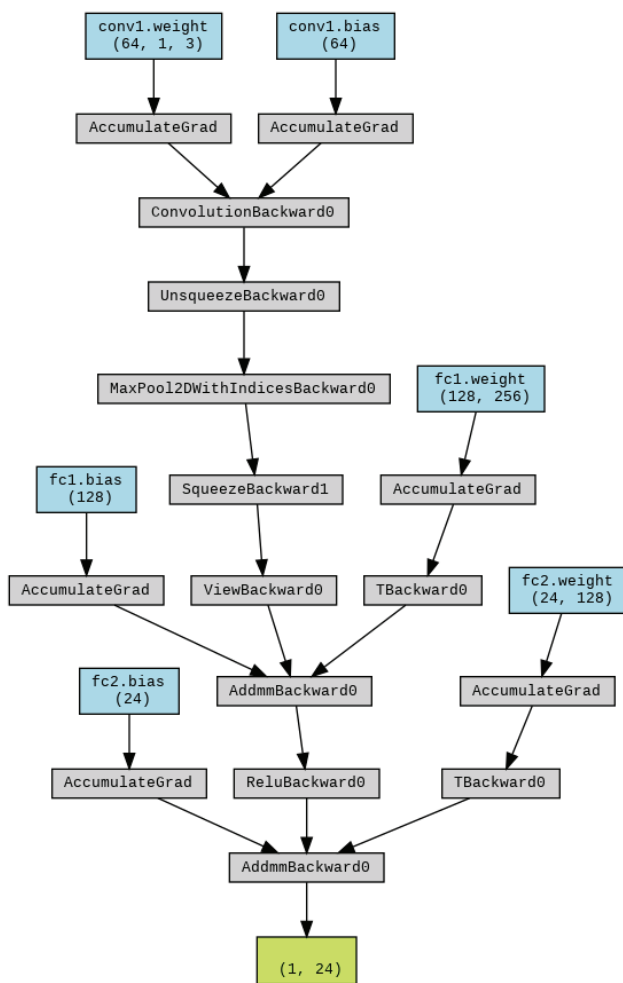 conv1.weight
(64, 1, 3)
conv1.bias
(64)
AccumulateGrad
AccumulateGrad
ConvolutionBackward0
UnsqueezeBackward0
MaxPool2DWithIndicesBackward0
fc1.weight
(128, 256)
fc1.bias
(128)
SqueezeBackward1
AccumulateGrad
AccumulateGrad
ViewBackward0
TBackward0
fc2.weight
(24, 128)
fc2.bias
(24)
AddmmBackward0
AccumulateGrad
AccumulateGrad
ReluBackward0
TBackward0
AddmmBackward0
(1, 24)